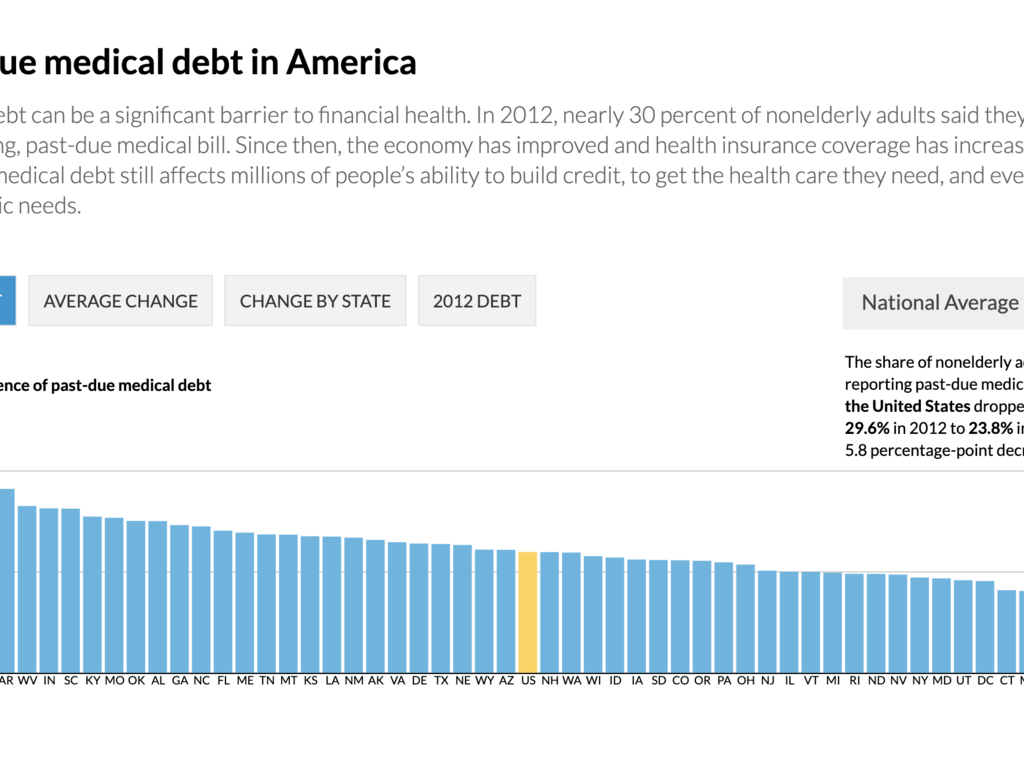 ue medical debt in America
ebt can be a significant barrier to financial health. In 2012, nearly 30 percent of nonelderly adults said they
ng, past-due medical bill. Since then, the economy has improved and health insurance coverage has increas
medical debt still affects millions of people's ability to build credit, to get the health care they need, and eve
ic needs.
T AVERAGE CHANGE CHANGE BY STATE 2012 DEBT
National Average
ence of past-due medical debt
The share of nonelderly a
reporting past-due medic
the United States droppe
29.6% in 2012 to 23.8% in
5.8 percentage-point decr
AR WV IN SC KY MO OK AL GA NC FL ME TN MT KS LA NM AK VA DE TX NE WY AZ US NH WA WI ID IA SD CO OR PA OH NJ IL VT MI RI ND NV NY MD UT DC CT M